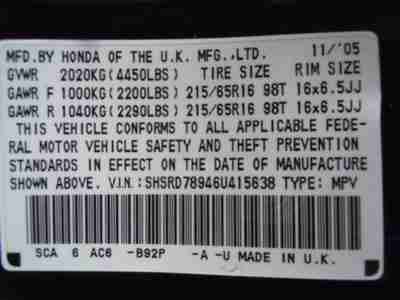 MFD.BY HONDA OF THE U.K. MFG.,LTD. 11/'05
GVWR 2020KG(4450LBS) TIRE SIZE RIM SIZE
GAWR F 1000KG(2200LBS) 215/65R16 98T 16x6.5JJ
GAWR R 1040KG(2290LBS) 215/65R16 98T 16x6.5JJ
THIS VEHICLE CONFORMS TO ALL APPLICABLE FEDE-
RAL MOTOR VEHICLE SAFETY AND THEFT PREVENTION
STANDARDS IN EFFECT ON THE DATE OF MANUFACTURE
SHOWN ABOVE. V.I.N.: SHSRD78946U415638 TYPE: MPV
SCA 6 AC6 -B92P -A -U MADE IN U.K.